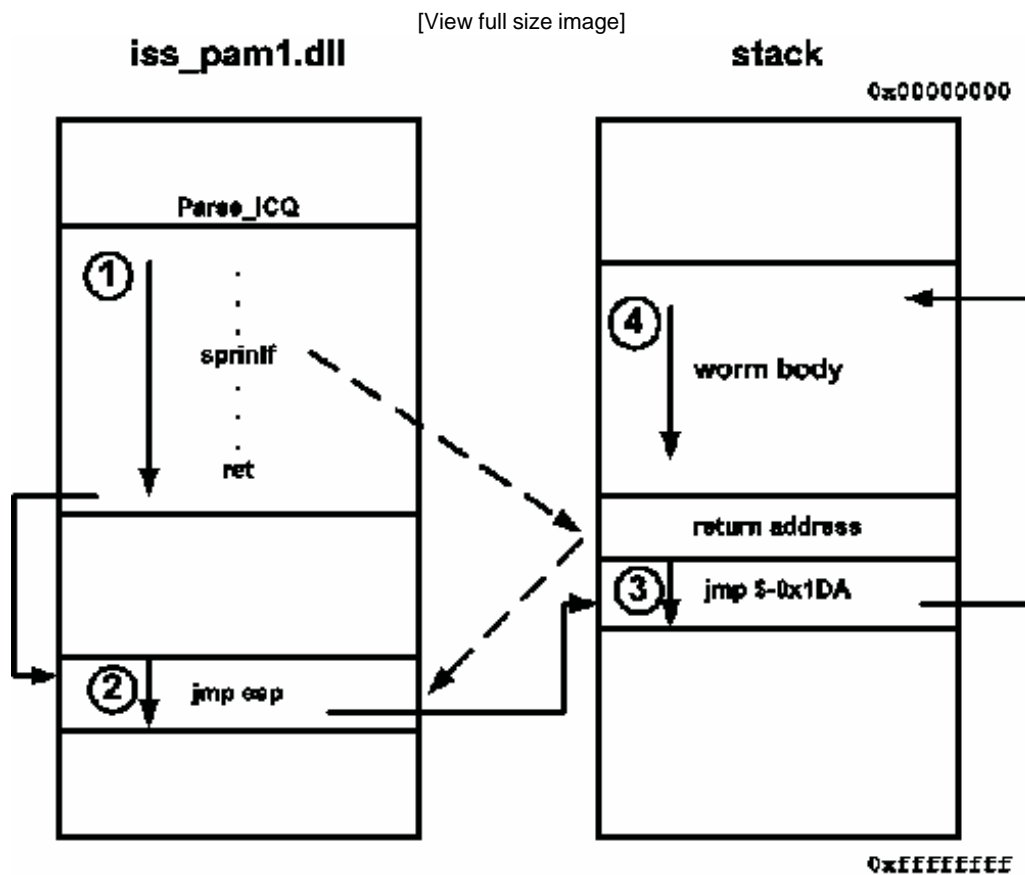 [View full size image]
iss_pam1.dll
stack
0x00000000
Parse_ICQ
1
.
.
.
sprintf
.
.
.
ret
2
jmp esp
4
worm body
return address
3
jmp $-0x1DA
0xffffffff